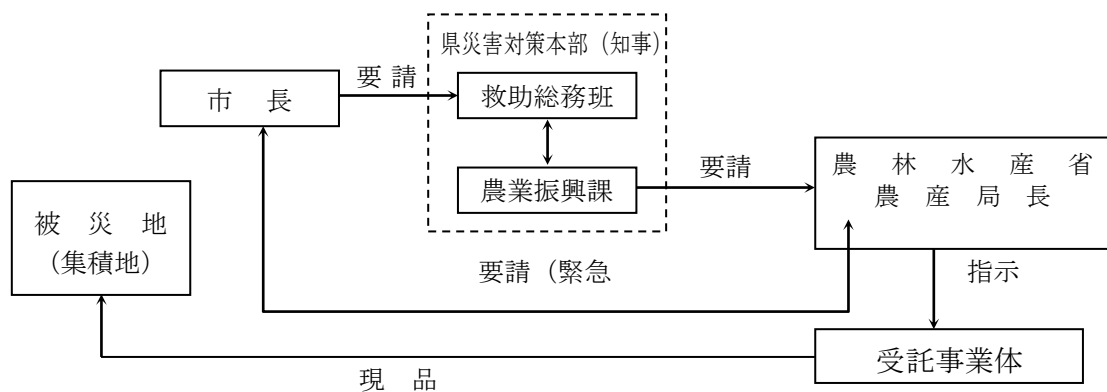 県災害対策本部（知事）
市　長
要 請
救助総務班
農業振興課
要請
農　林　水　産　省
農　産　局　長
被　災　地
（集積地）
要請（緊急
指示
受託事業体
現　品